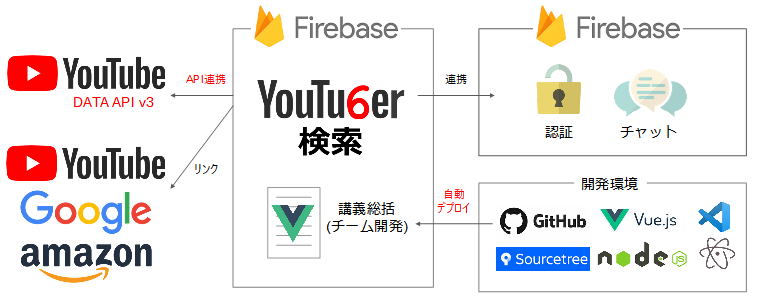 Firebase
Firebase
YouTube
DATA API v3
API連携
YouTu6er
検索
連携
認証
チャット
YouTube
Google
amazon
リンク
講義総括
(チーム開発)
自動
デプロイ
開発環境
GitHub
Vue.js
Sourcetree
node
JS